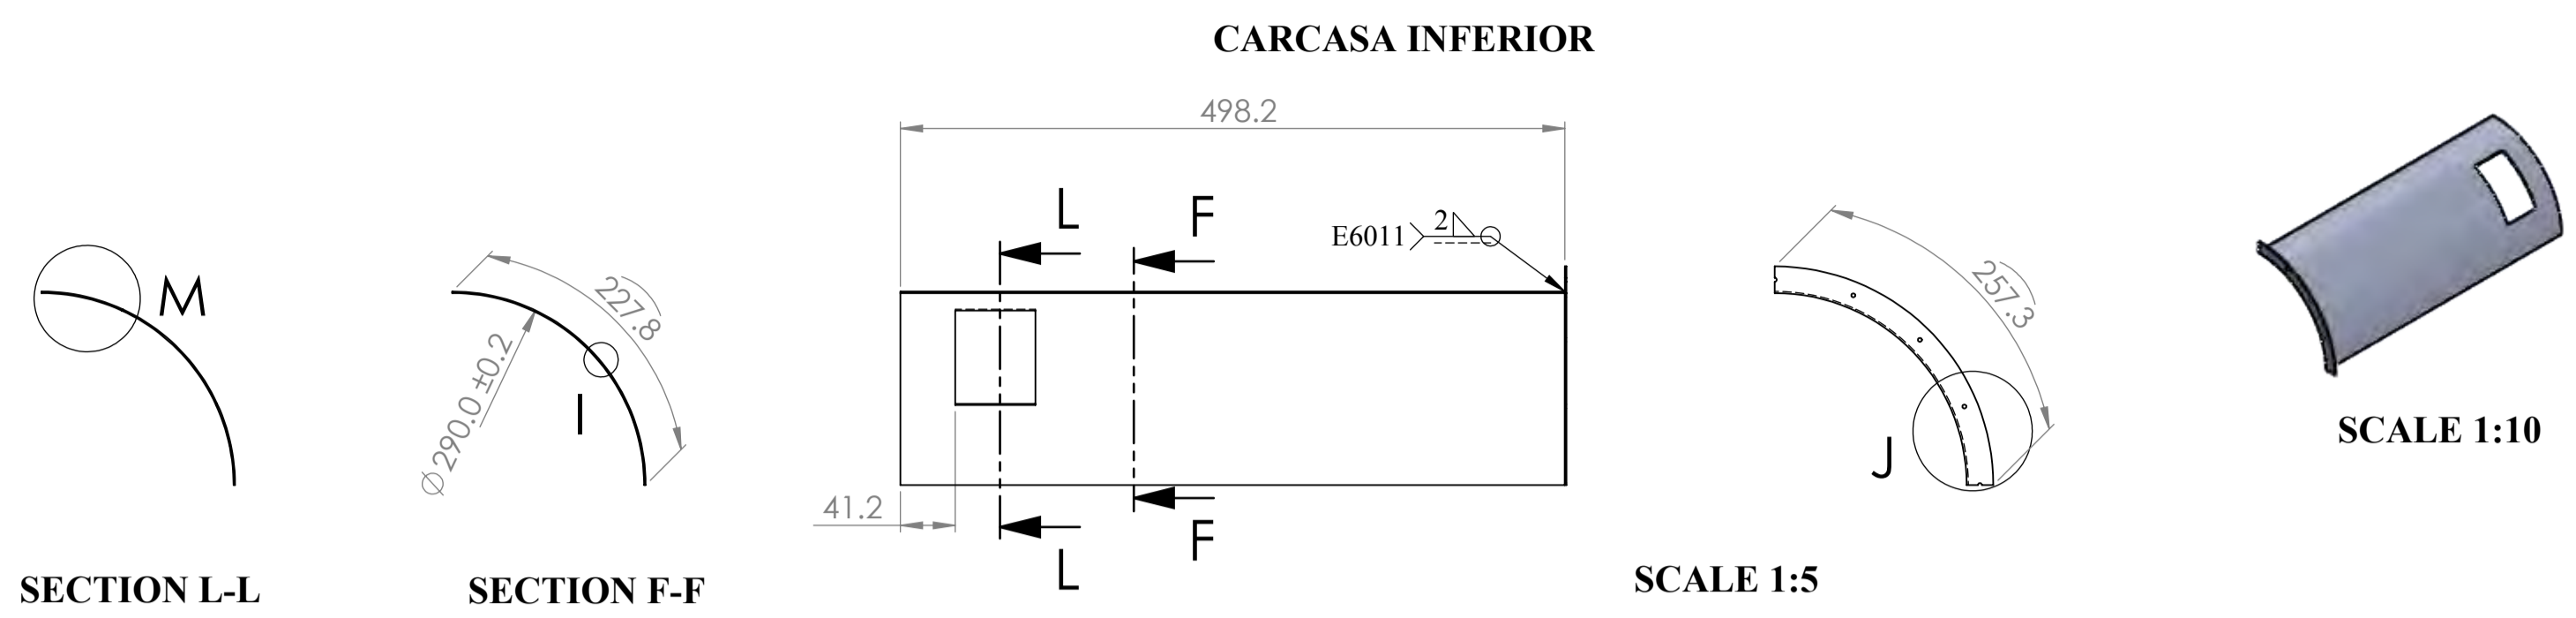 CARCASA INFERIOR
498.2
L
F
E6011
2
M
227.8
Ø290.0 ±0.2
I
257.3
J
41.2
L
F
SCALE 1:10
SECTION L-L
SECTION F-F
SCALE 1:5